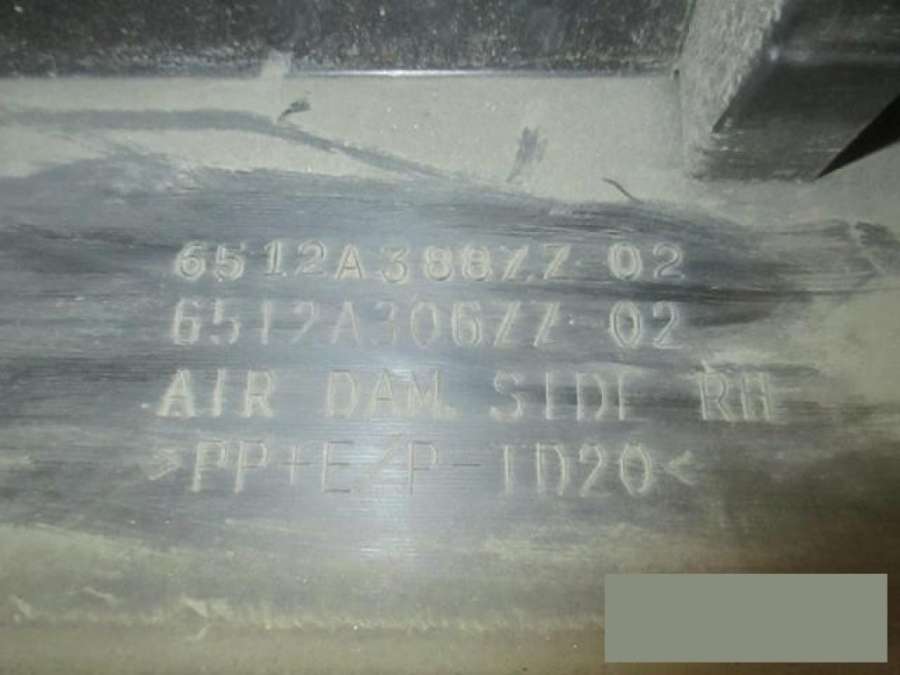 6512A388ZZ 02
6512A306ZZ 02
AIR DAM. SIDE RH
>PP+E/P-TD20<